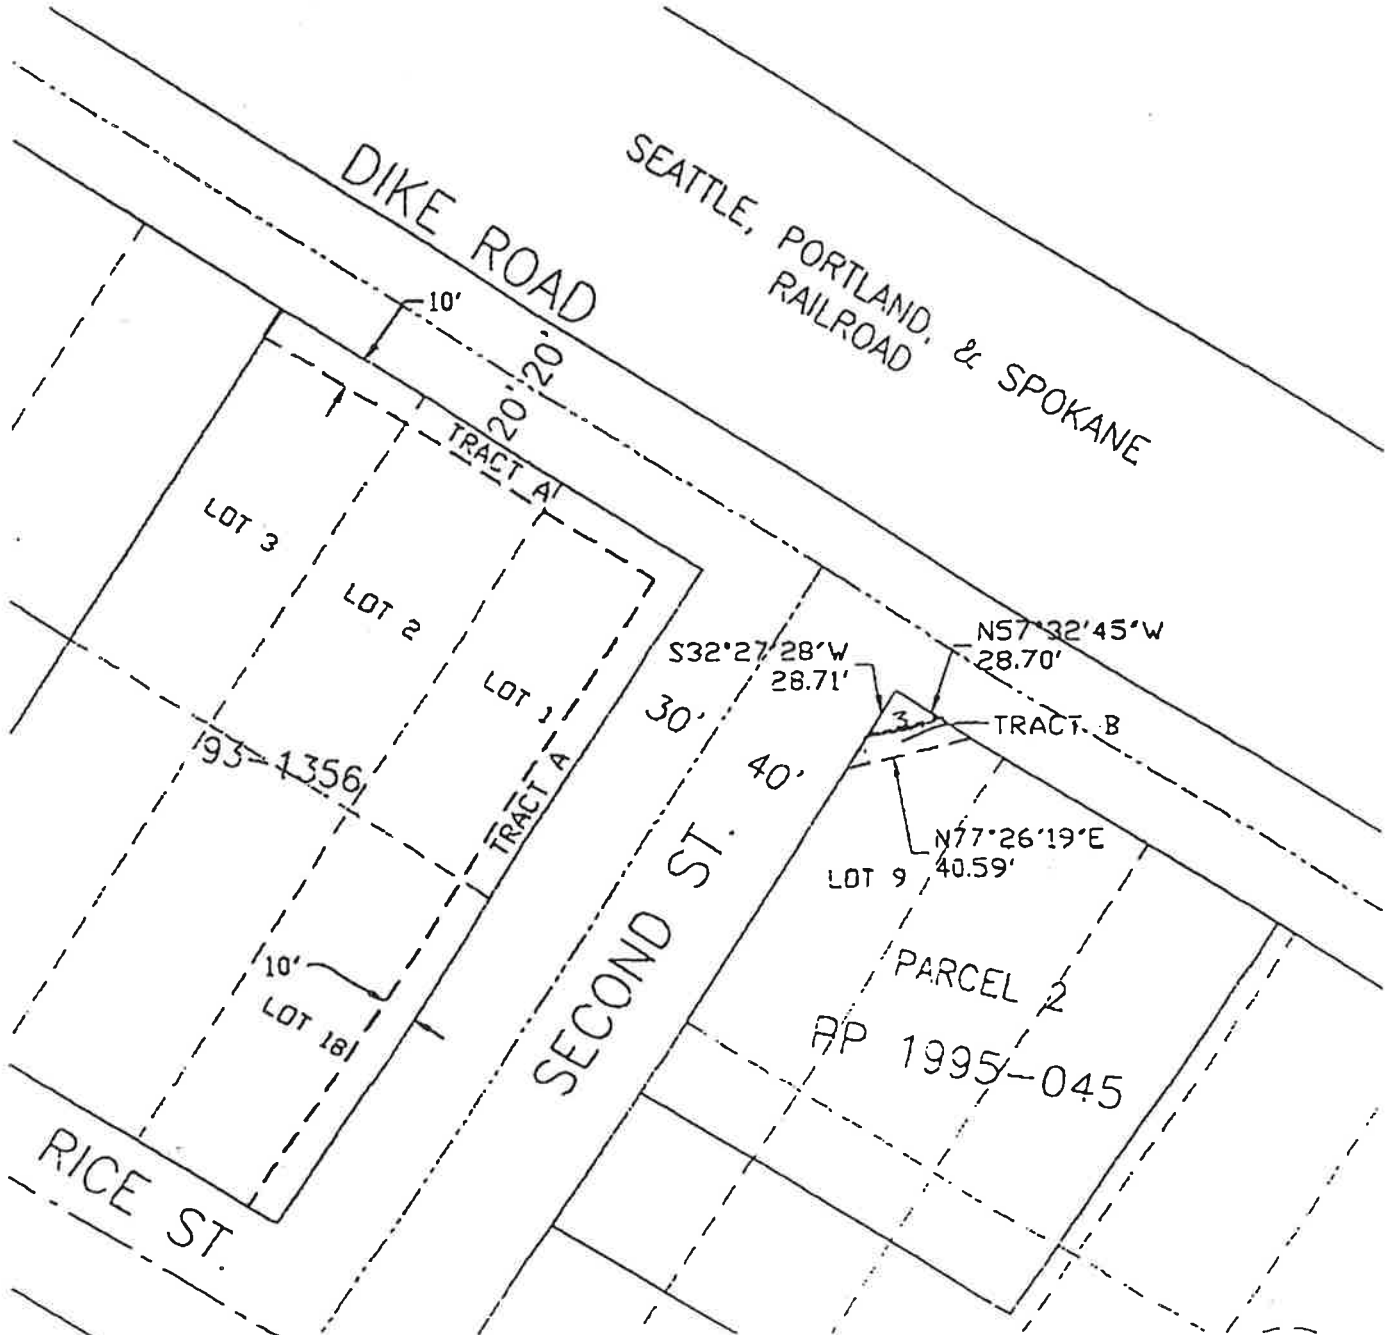 DIKE ROAD
SEATTLE, PORTLAND, & SPOKANE
RAILROAD
10'
20' 20'
TRACT A
LOT 3
LOT 2
LOT 1
TRACT A
93-1356
10'
LOT 18
RICE ST.
SECOND ST.
30'
40'
S32°27'28"W
28.71'
N57°32'45"W
28.70'
3
TRACT B
N77°26'19"E
40.59'
LOT 9
PARCEL 2
PP 1995-045